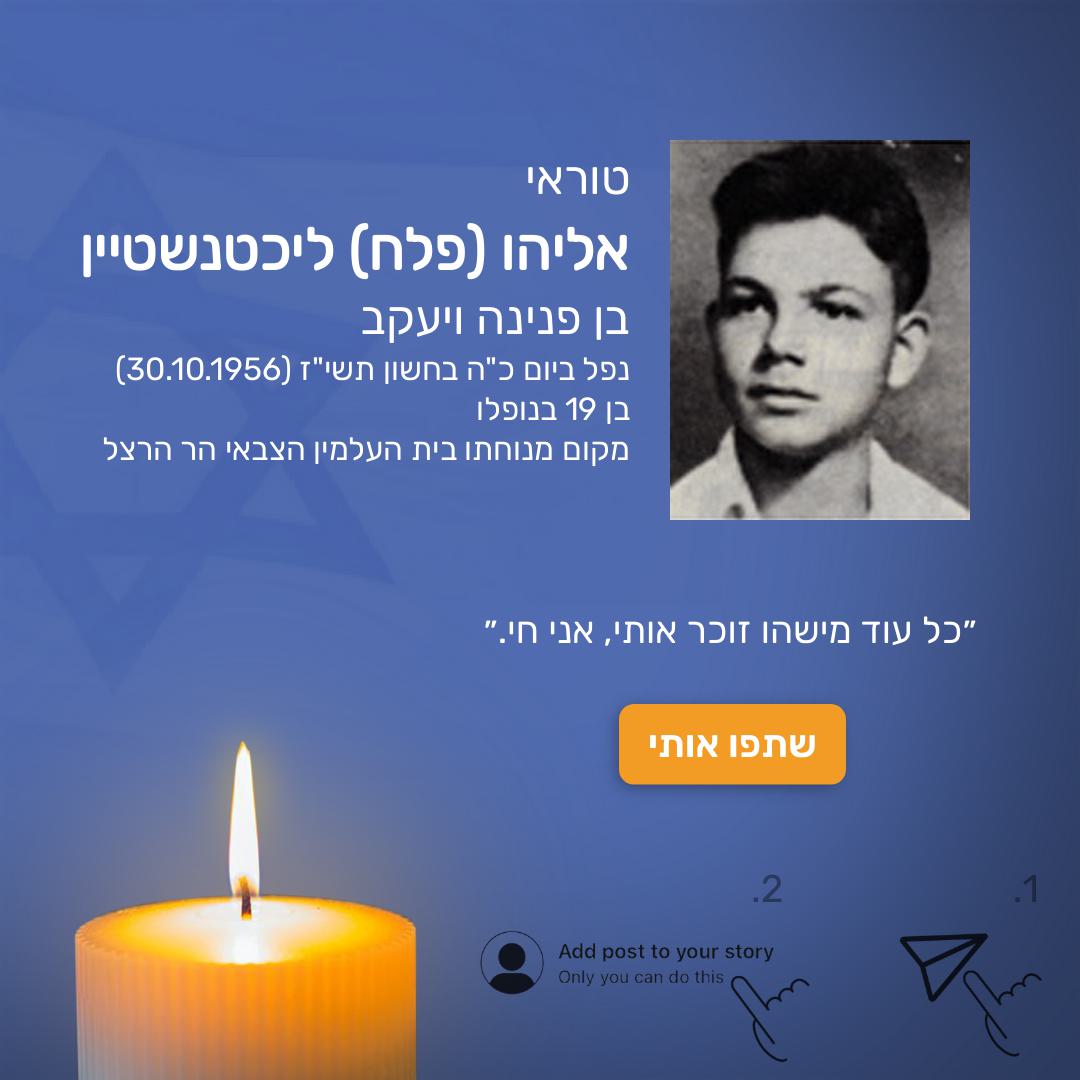 טוראי
אליהו (פלח) ליכטנשטיין
בן פנינה ויעקב
נפל ביום כ"ה בחשון תשי"ז (30.10.1956)
בן 19 בנופלו
מקום מנוחתו בית העלמין הצבאי הר הרצל
״כל עוד מישהו זוכר אותי, אני חי.״
שתפו אותי
.1
.2
Add post to your story
Only you can do this